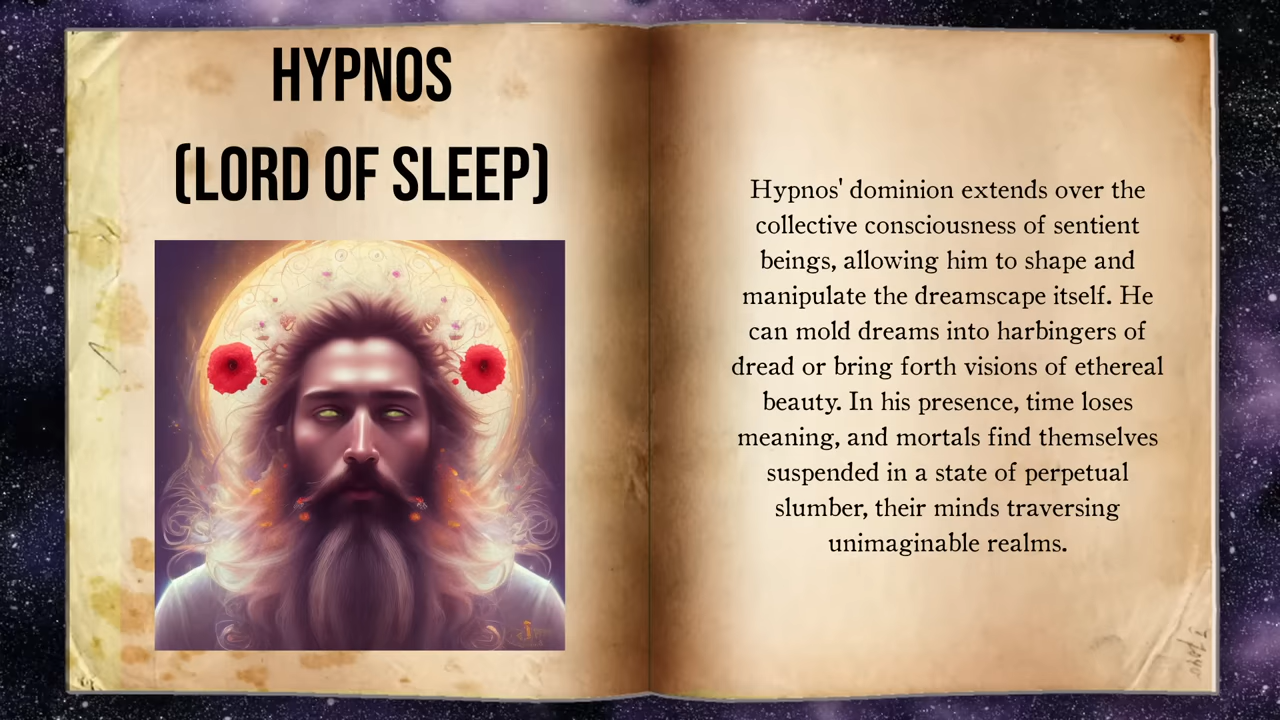 HYPNOS
(LORD OF SLEEP)
Hypnos' dominion extends over the
collective consciousness of sentient
beings, allowing him to shape and
manipulate the dreamscape itself. He
can mold dreams into harbingers of
dread or bring forth visions of ethereal
beauty. In his presence, time loses
meaning, and mortals find themselves
suspended in a state of perpetual
slumber, their minds traversing
unimaginable realms.